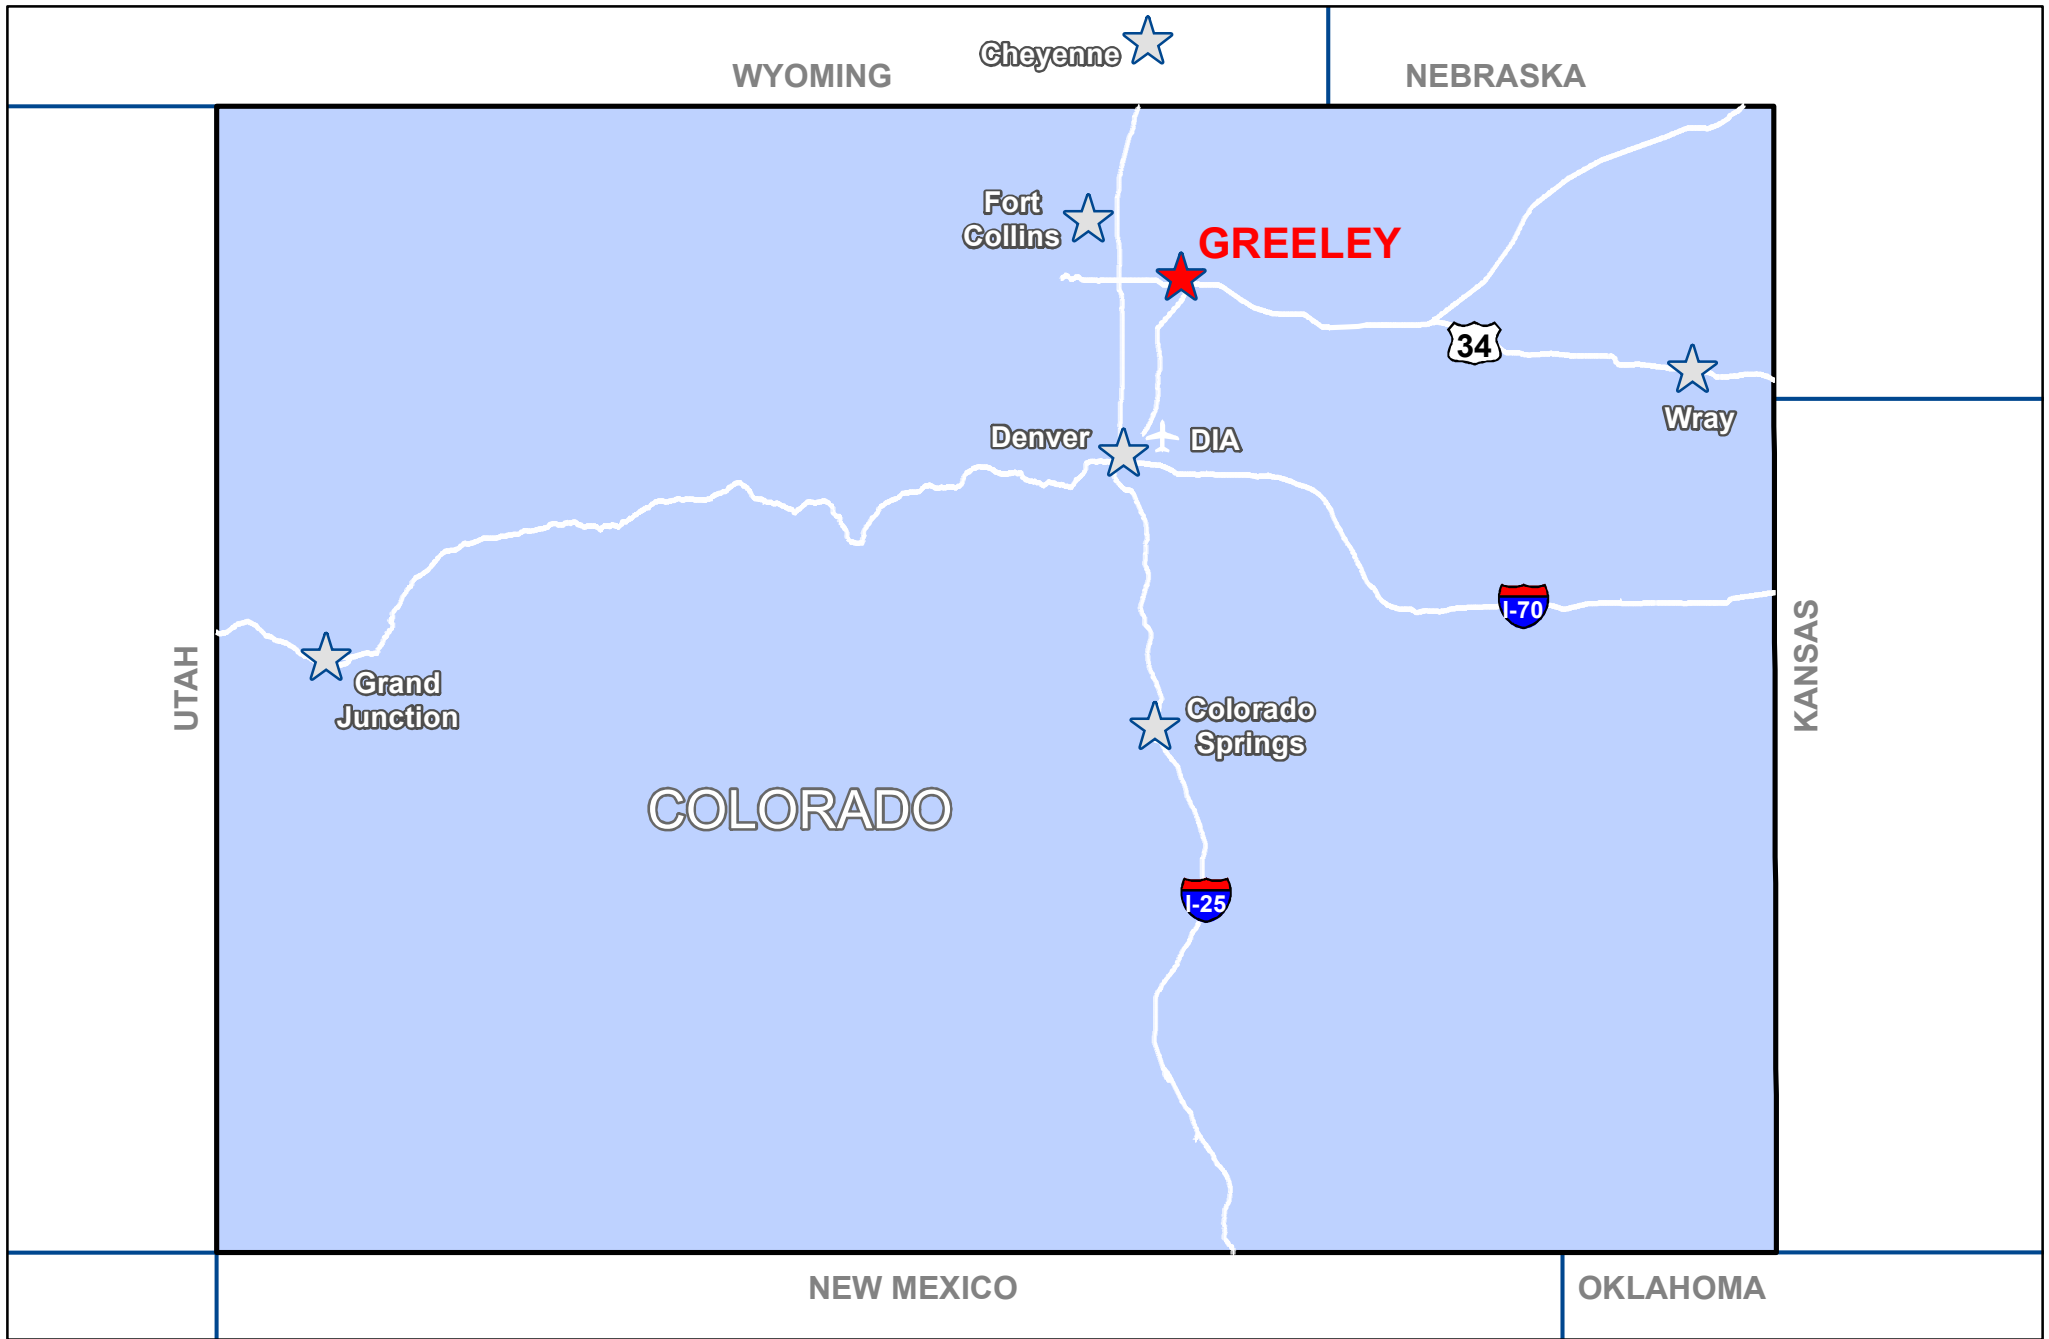 Cheyenne
WYOMING
NEBRASKA
Fort
Collins
GREELEY
34
Wray
Denver
DIA
I-70
UTAH
KANSAS
Grand
Junction
Colorado
Springs
COLORADO
I-25
NEW MEXICO
OKLAHOMA